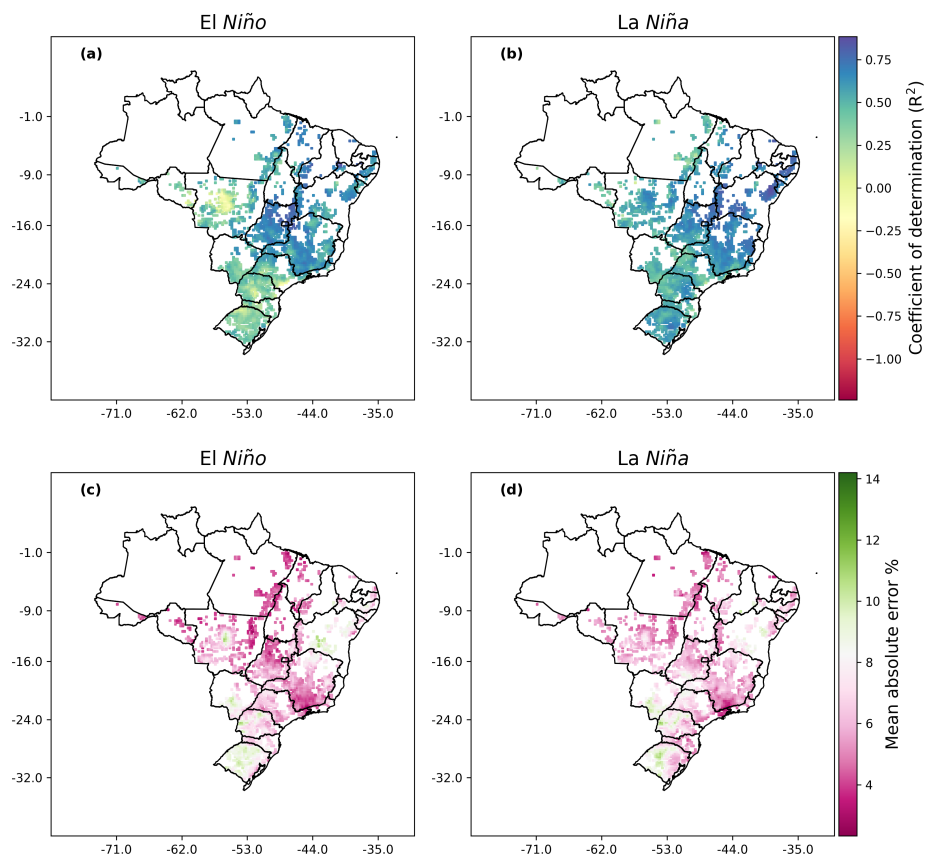 El Niño
La Niña
(a)
(b)
-1.0
-9.0
-16.0
-24.0
-32.0
-1.0
-9.0
-16.0
-24.0
-32.0
0.75
0.50
0.25
0.00
−0.25
−0.50
−0.75
−1.00
Coefficient of determination (R²)
-71.0 -62.0 -53.0 -44.0 -35.0
-71.0 -62.0 -53.0 -44.0 -35.0
El Niño
La Niña
(c)
(d)
-1.0
-9.0
-16.0
-24.0
-32.0
-1.0
-9.0
-16.0
-24.0
-32.0
14
12
10
8
6
4
Mean absolute error %
-71.0 -62.0 -53.0 -44.0 -35.0
-71.0 -62.0 -53.0 -44.0 -35.0